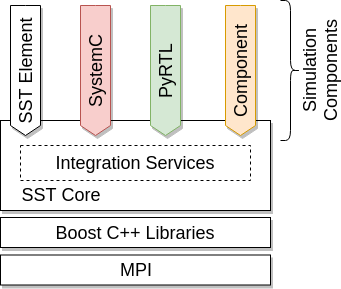 SST Element
SystemC
PyRTL
Component
Simulation
Components
Integration Services
SST Core
Boost C++ Libraries
MPI